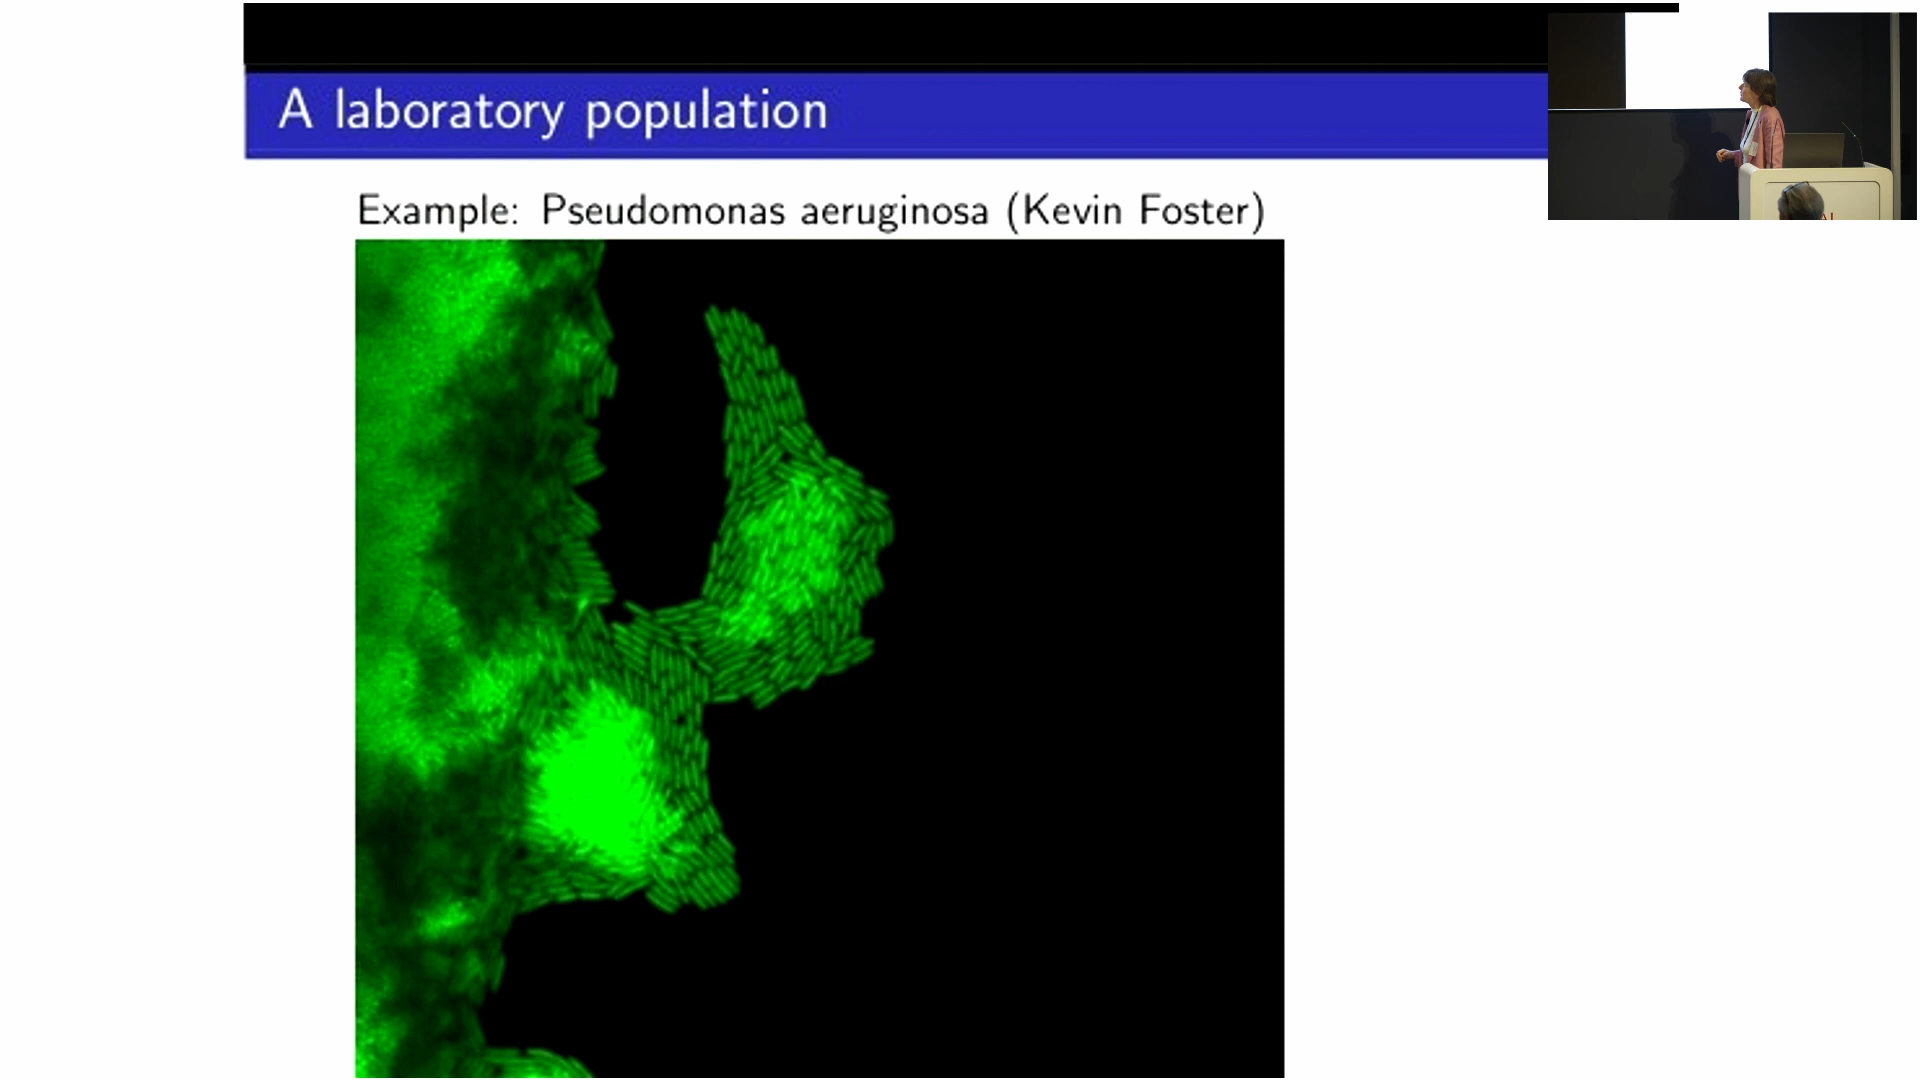 A laboratory population
Example: Pseudomonas aeruginosa (Kevin Foster)